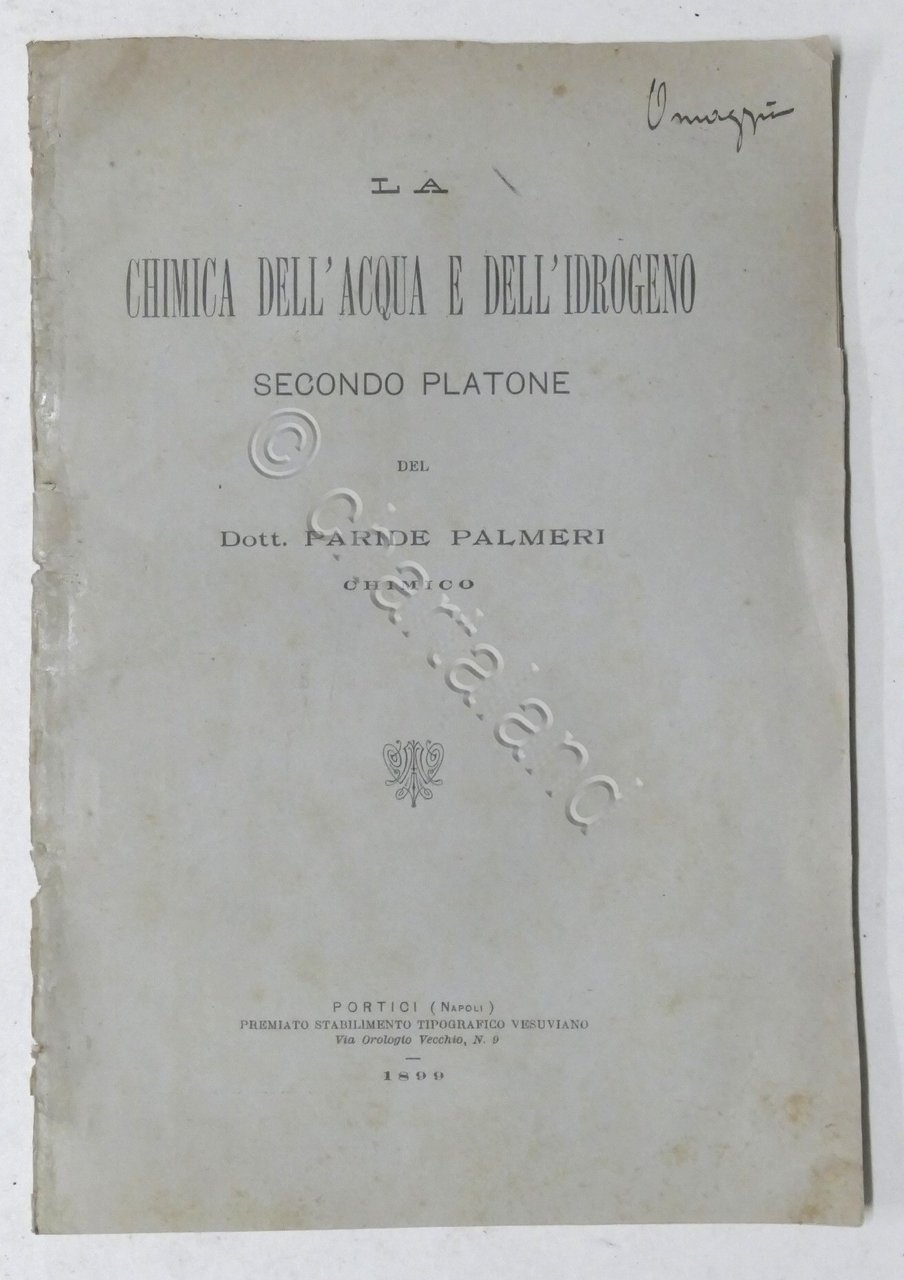 Omaggio
LA
CHIMICA DELL'ACQUA E DELL'IDROGENO
SECONDO PLATONE
DEL
Dott. PARIDE PALMERI
CHIMICO
© Chartaland
PORTICI (NAPOLI)
PREMIATO STABILIMENTO TIPOGRAFICO VESUVIANO
Via Orologio Vecchio, N. 9
1899